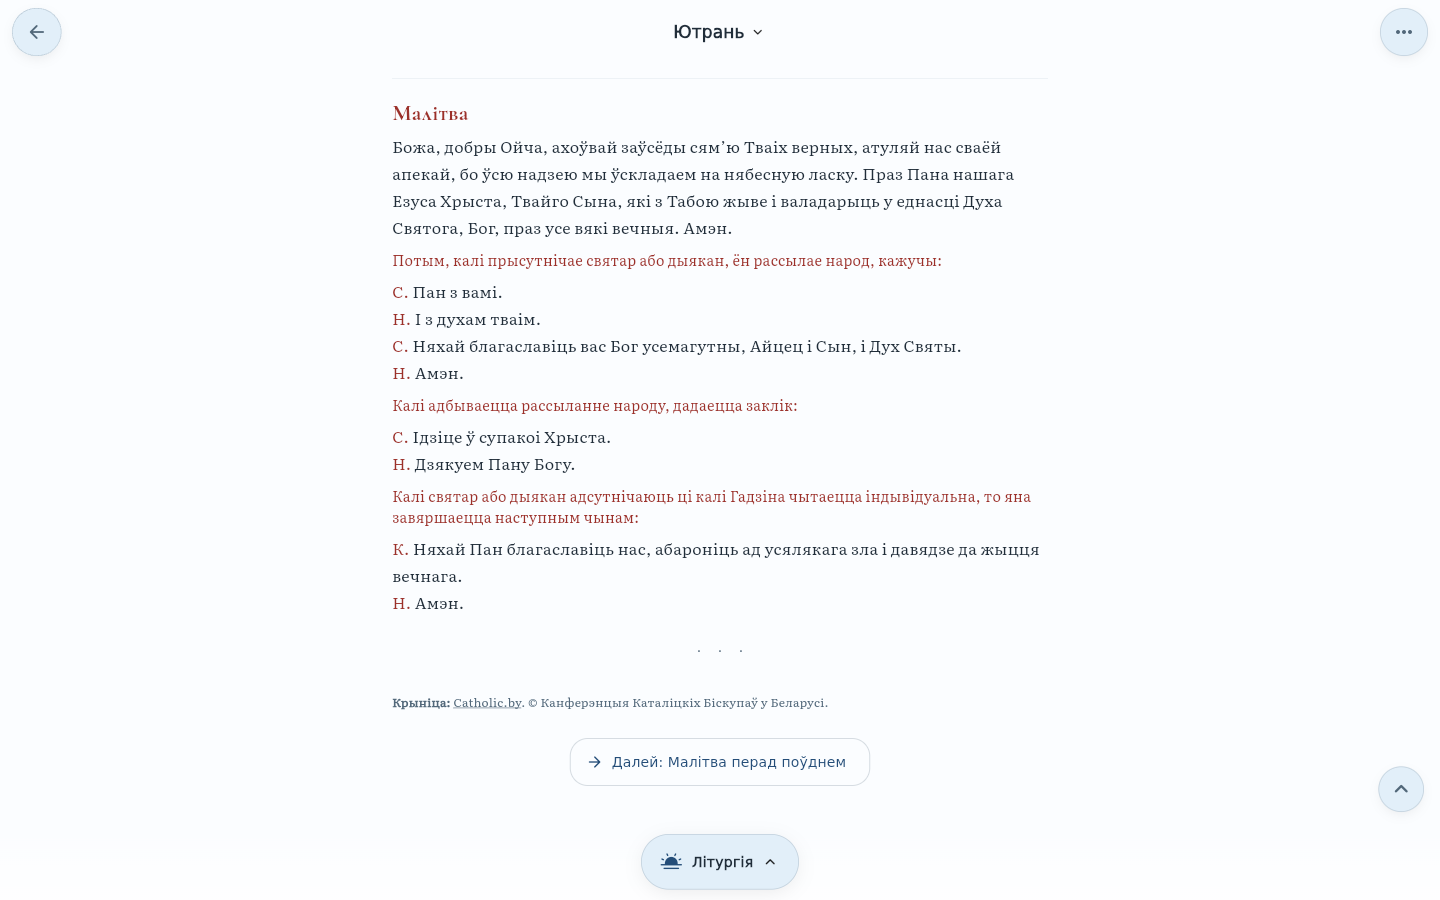 Ютрань
Малітва
Божа, добры Ойча, ахоўвай заўсёды сям’ю Тваіх верных, атуляй нас сваёй
апекай, бо ўсю надзею мы ўскладаем на нябесную ласку. Праз Пана нашага
Езуса Хрыста, Твайго Сына, які з Табою жыве і валадарыць у еднасці Духа
Святога, Бог, праз усе вякі вечныя. Амэн.
Потым, калі прысутнічае святар або дыякан, ён рассылае народ, кажучы:
С. Пан з вамі.
Н. І з духам тваім.
С. Няхай благаславіць вас Бог усемагутны, Айцец і Сын, і Дух Святы.
Н. Амэн.
Калі адбываецца рассыланне народу, дадаецца заклік:
С. Ідзіце ў супакоі Хрыста.
Н. Дзякуем Пану Богу.
Калі святар або дыякан адсутнічаюць ці калі Гадзіна чытаецца індывідуальна, то яна
завяршаецца наступным чынам:
К. Няхай Пан благаславіць нас, абароніць ад усялякага зла і давядзе да жыцця
вечнага.
Н. Амэн.
. . .
Крыніца: Catholic.by. © Канферэнцыя Каталіцкіх Біскупаў у Беларусі.
Далей: Малітва перад поўднем
Літургія